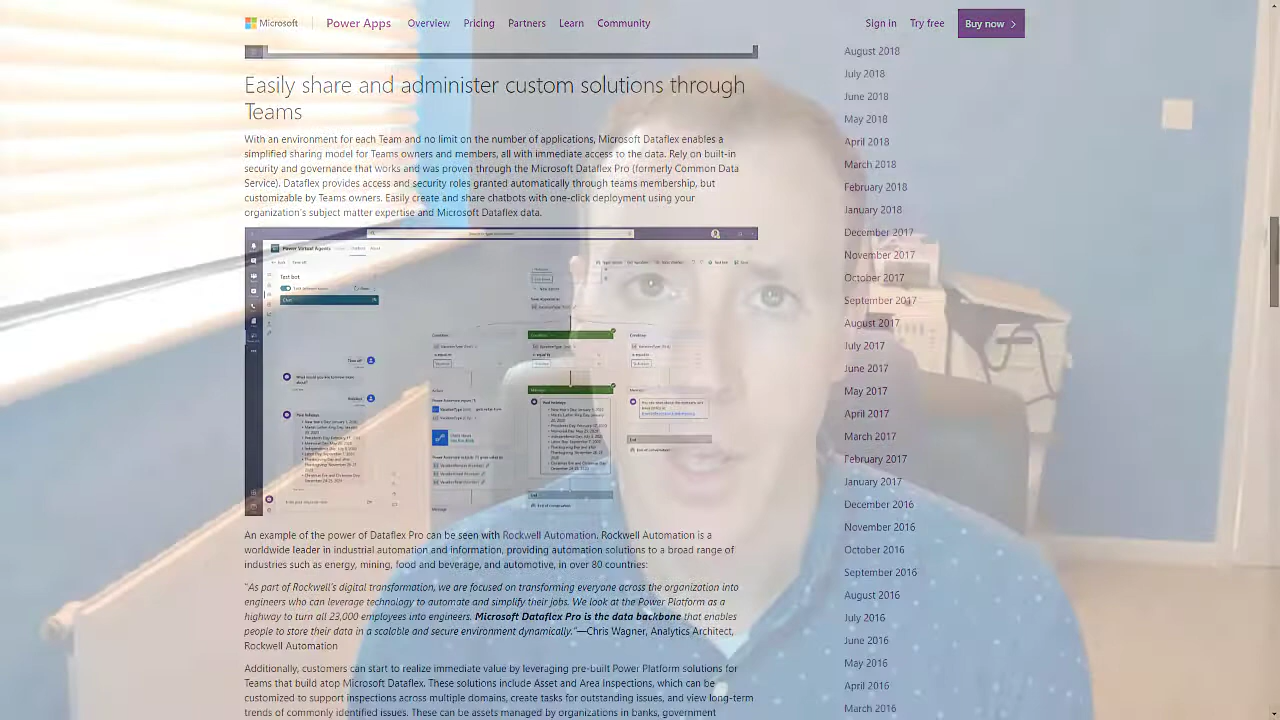 Microsoft
Power Apps
Overview
Pricing
Partners
Learn
Community
Sign in
Try free
Buy now
Easily share and administer custom solutions through
Teams
With an environment for each Team and no limit on the number of applications, Microsoft Dataflex enables a
simplified sharing model for Teams owners and members, all with immediate access to the data. Rely on built-in
security and governance that works and was proven through the Microsoft Dataflex Pro (formerly Common Data
Service). Dataflex provides access and security roles granted automatically through teams membership, but
customizable by Teams owners. Easily create and share chatbots with one-click deployment using your
organization's subject matter expertise and Microsoft Dataflex data.
Power Virtual Agents
Test bot
Chat
Time off
Holidays
Past holidays
An example of the power of Dataflex Pro can be seen with Rockwell Automation. Rockwell Automation is a
worldwide leader in industrial automation and information, providing automation solutions to a broad range of
industries such as energy, mining, food and beverage, and automotive, in over 80 countries:
"As part of Rockwell's digital transformation, we are focused on transforming everyone across the organization into
engineers who can leverage technology to automate and simplify their jobs. We look at the Power Platform as a
highway to turn all 23,000 employees into engineers. Microsoft Dataflex Pro is the data backbone that enables
people to store their data in a scalable and secure environment dynamically."—Chris Wagner, Analytics Architect,
Rockwell Automation
Additionally, customers can start to realize immediate value by leveraging pre-built Power Platform solutions for
Teams that build atop Microsoft Dataflex. These solutions include Asset and Area Inspections, which can be
customized to support inspections across multiple domains, create tasks for outstanding issues, and view long-term
trends of commonly identified issues. These can be assets managed by organizations in banks, government
August 2018
July 2018
June 2018
May 2018
April 2018
March 2018
February 2018
January 2018
December 2017
November 2017
October 2017
September 2017
August 2017
July 2017
June 2017
May 2017
April 2017
March 2017
February 2017
January 2017
December 2016
November 2016
October 2016
September 2016
August 2016
July 2016
June 2016
May 2016
April 2016
March 2016